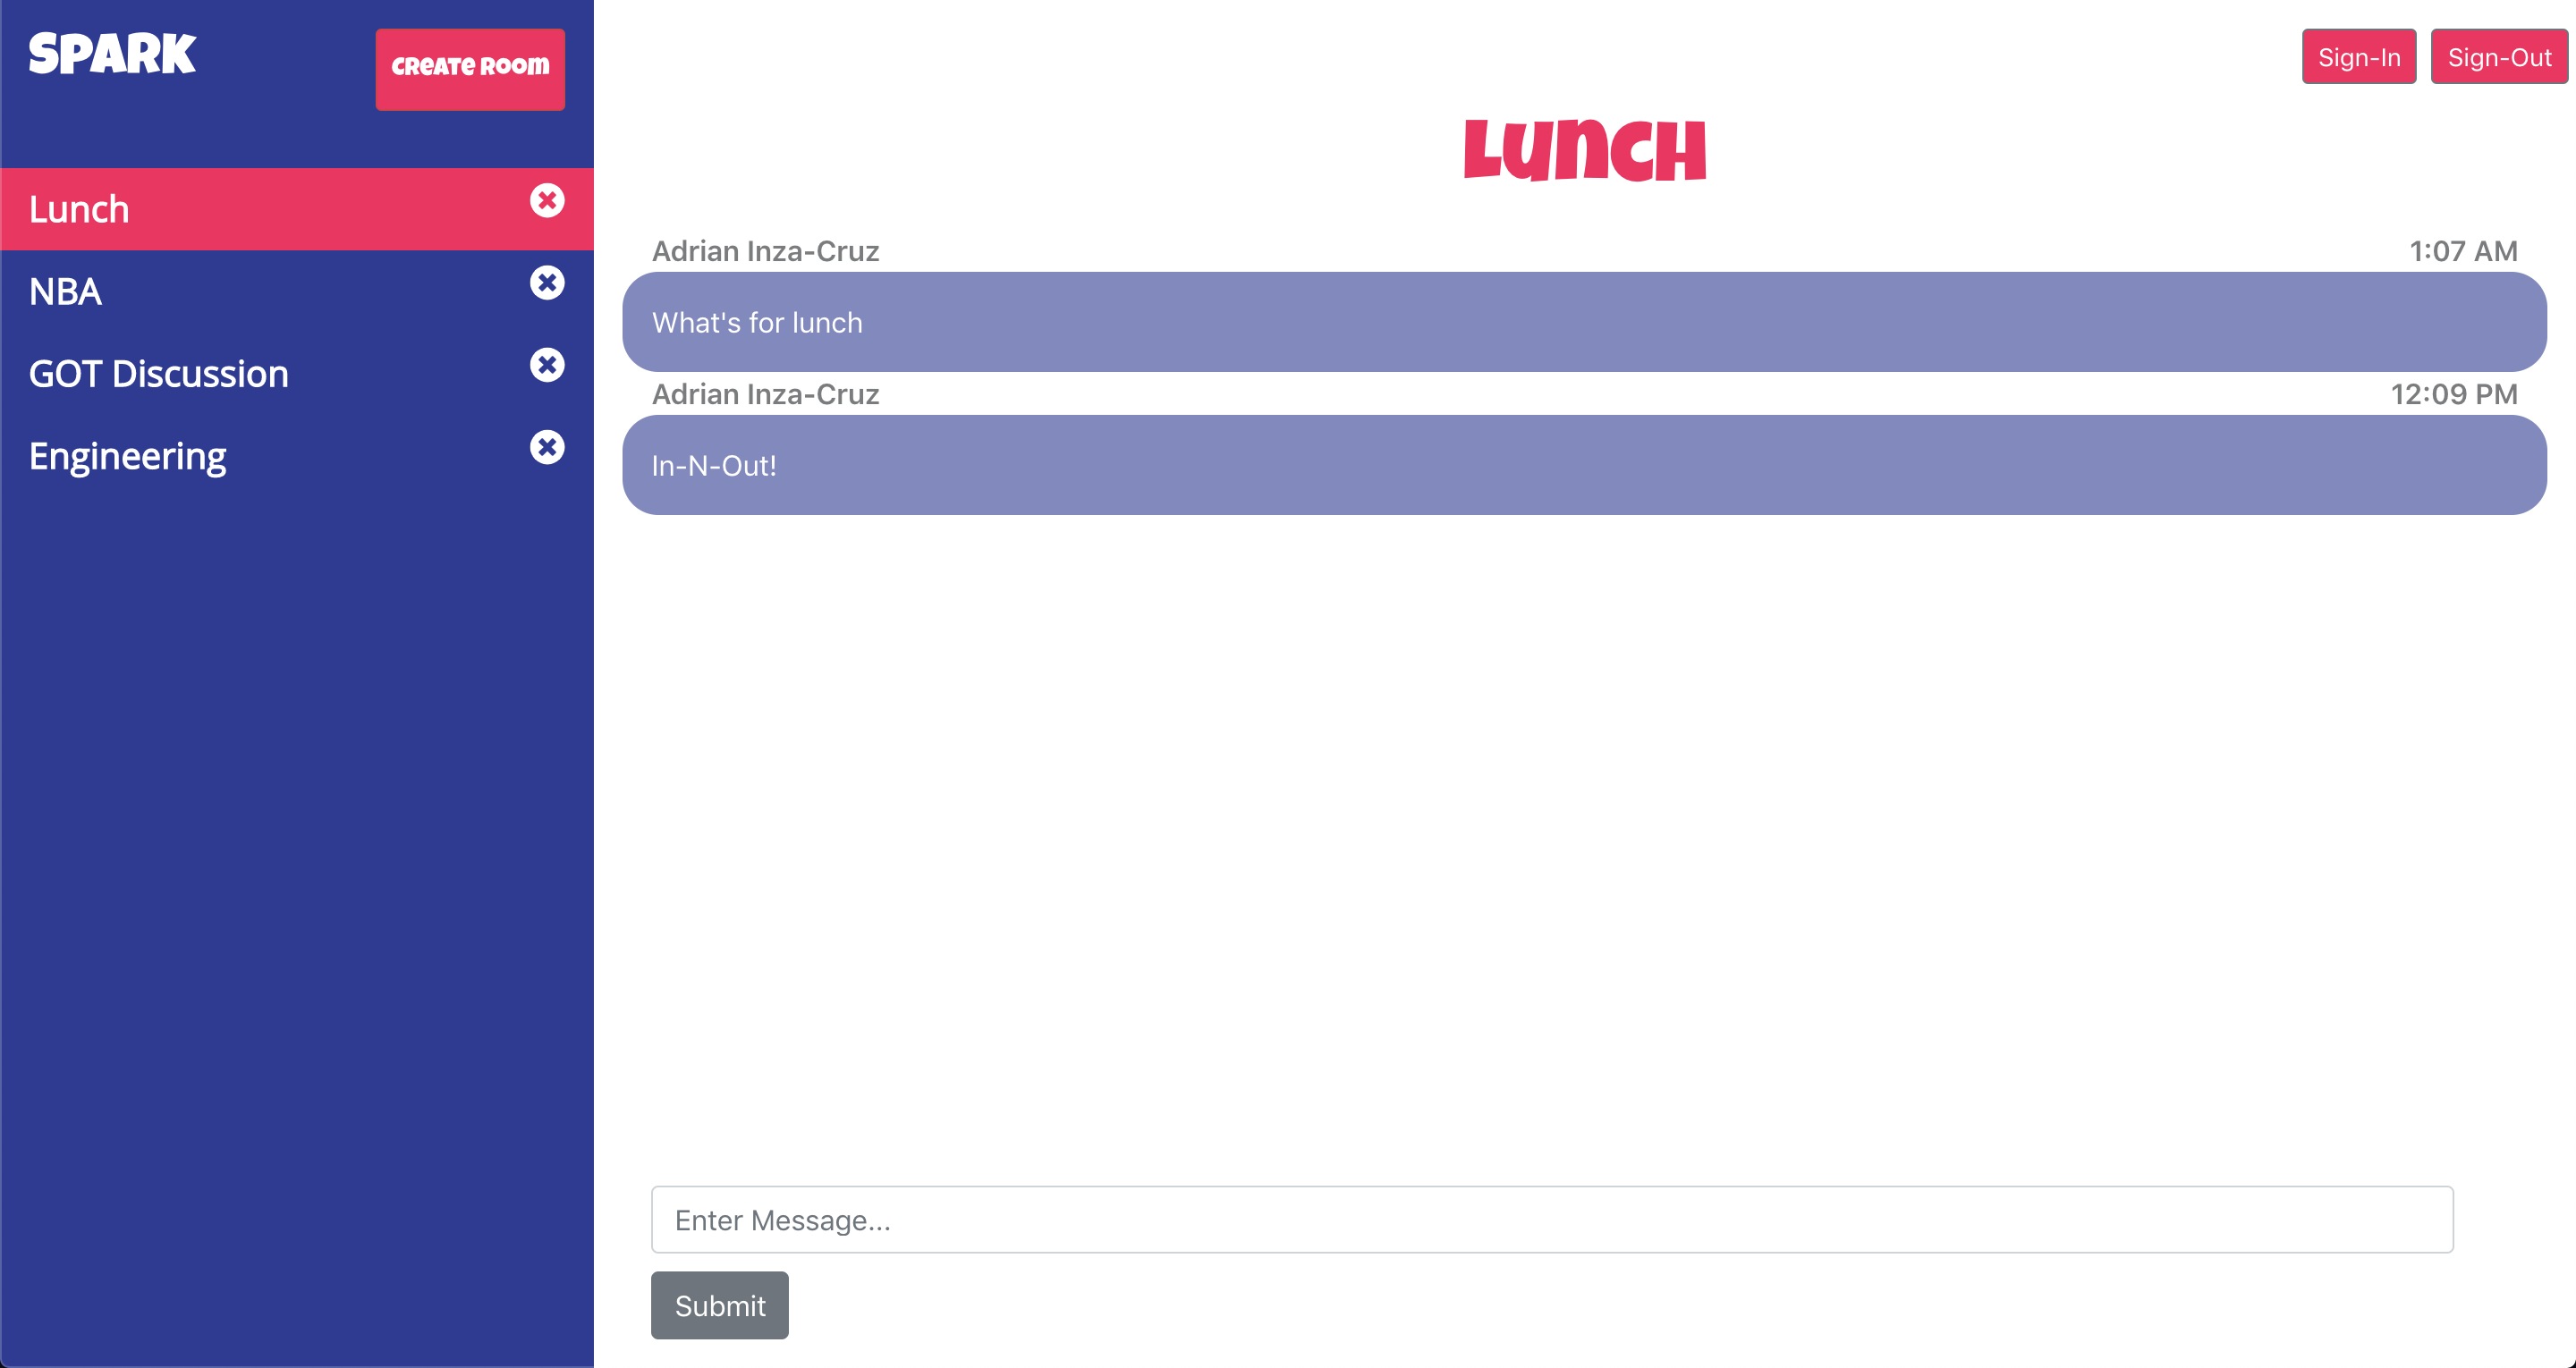 SPARK
CREATE ROOM
Lunch
NBA
GOT Discussion
Engineering
Sign-In
Sign-Out
Lunch
Adrian Inza-Cruz 1:07 AM
What's for lunch
Adrian Inza-Cruz 12:09 PM
In-N-Out!
Enter Message...
Submit